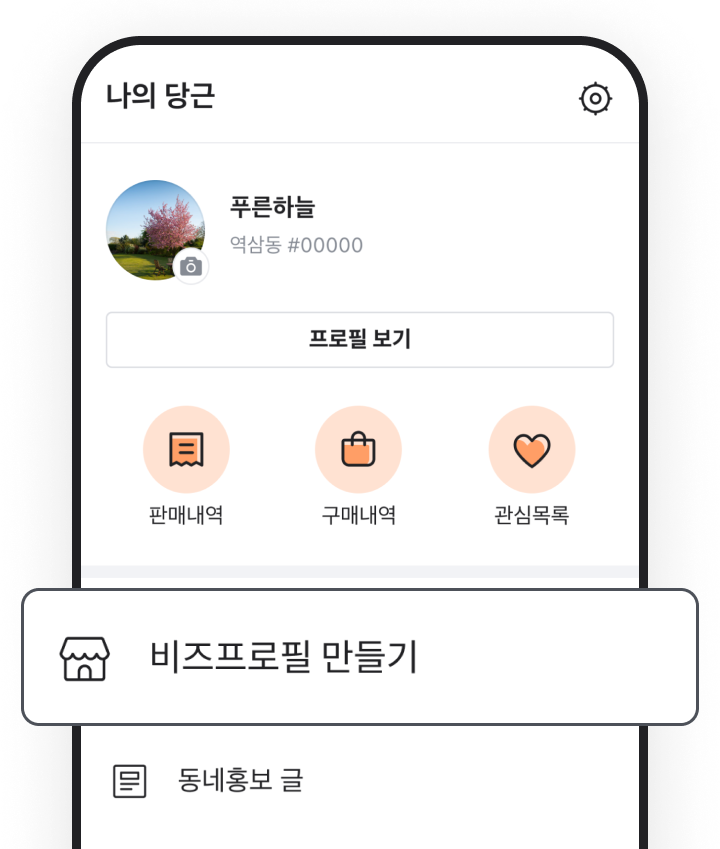 나의 당근
푸른하늘
역삼동 #00000
프로필 보기
판매내역 구매내역 관심목록
비즈프로필 만들기
동네홍보 글